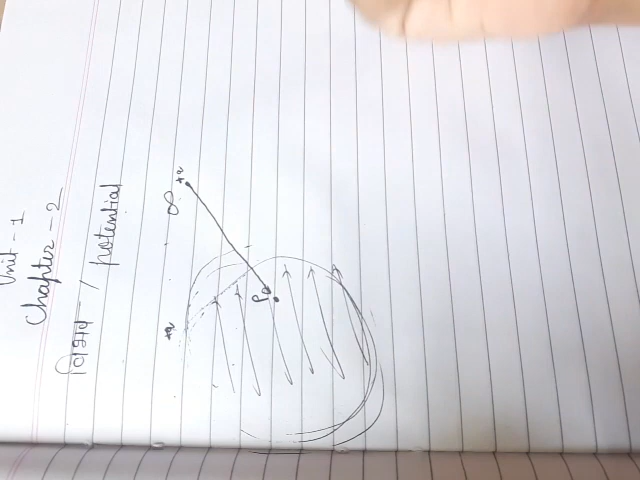 Unit - 1
Chapter - 2
विभव / potential
∞
+q
+q
P